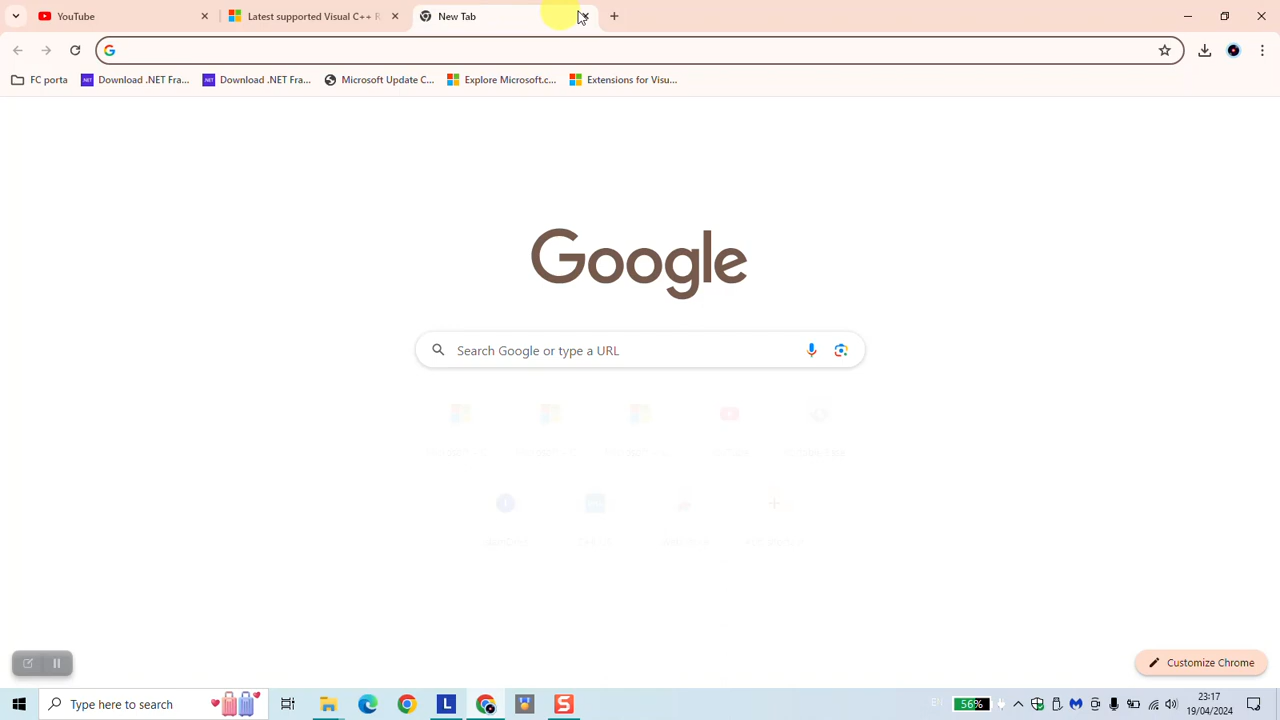 YouTube
Latest supported Visual C++ R
New Tab
FC porta
Download .NET Fra...
Download .NET Fra...
Microsoft Update C...
Explore Microsoft.c...
Extensions for Visu...
Google
Search Google or type a URL
Customize Chrome
Type here to search
L
S
EN
56%
23:17
19/04/2024